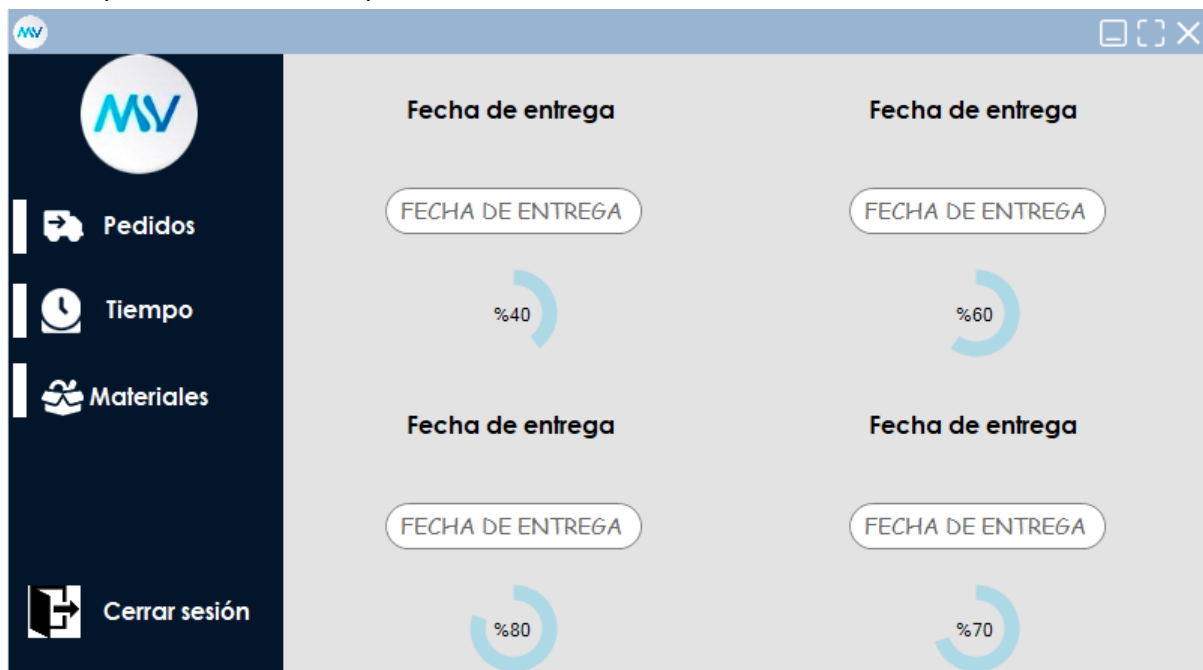 MV
MV
Pedidos
Tiempo
Materiales
Cerrar sesión
Fecha de entrega
Fecha de entrega
FECHA DE ENTREGA
FECHA DE ENTREGA
%40
%60
Fecha de entrega
Fecha de entrega
FECHA DE ENTREGA
FECHA DE ENTREGA
%80
%70